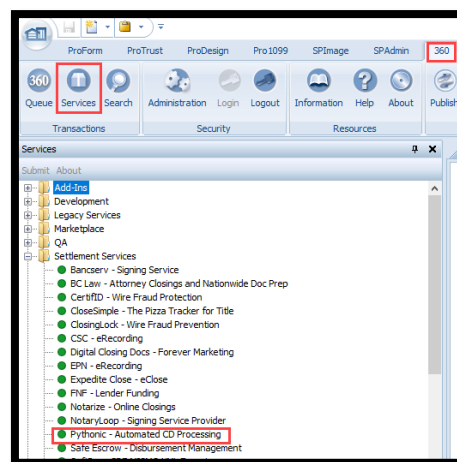 ProForm ProTrust ProDesign Pro1099 SPImage SPAdmin 360
360
Queue Services Search Administration Login Logout Information Help About Publish
Transactions Security Resources
Services
Submit About
Add-Ins
Development
Legacy Services
Marketplace
QA
Settlement Services
Bancserv - Signing Service
BC Law - Attorney Closings and Nationwide Doc Prep
CertifID - Wire Fraud Protection
CloseSimple - The Pizza Tracker for Title
ClosingLock - Wire Fraud Prevention
CSC - eRecording
Digital Closing Docs - Forever Marketing
EPN - eRecording
Expedite Close - eClose
FNF - Lender Funding
Notarize - Online Closings
NotaryLoop - Signing Service Provider
Pythonic - Automated CD Processing
Safe Escrow - Disbursement Management